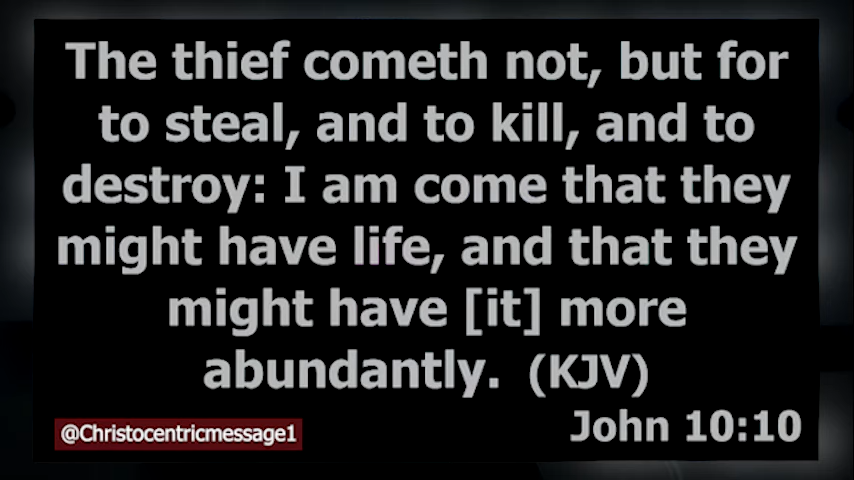 The thief cometh not, but for
to steal, and to kill, and to
destroy: I am come that they
might have life, and that they
might have [it] more
abundantly. (KJV)
@Christocentricmessage1
John 10:10